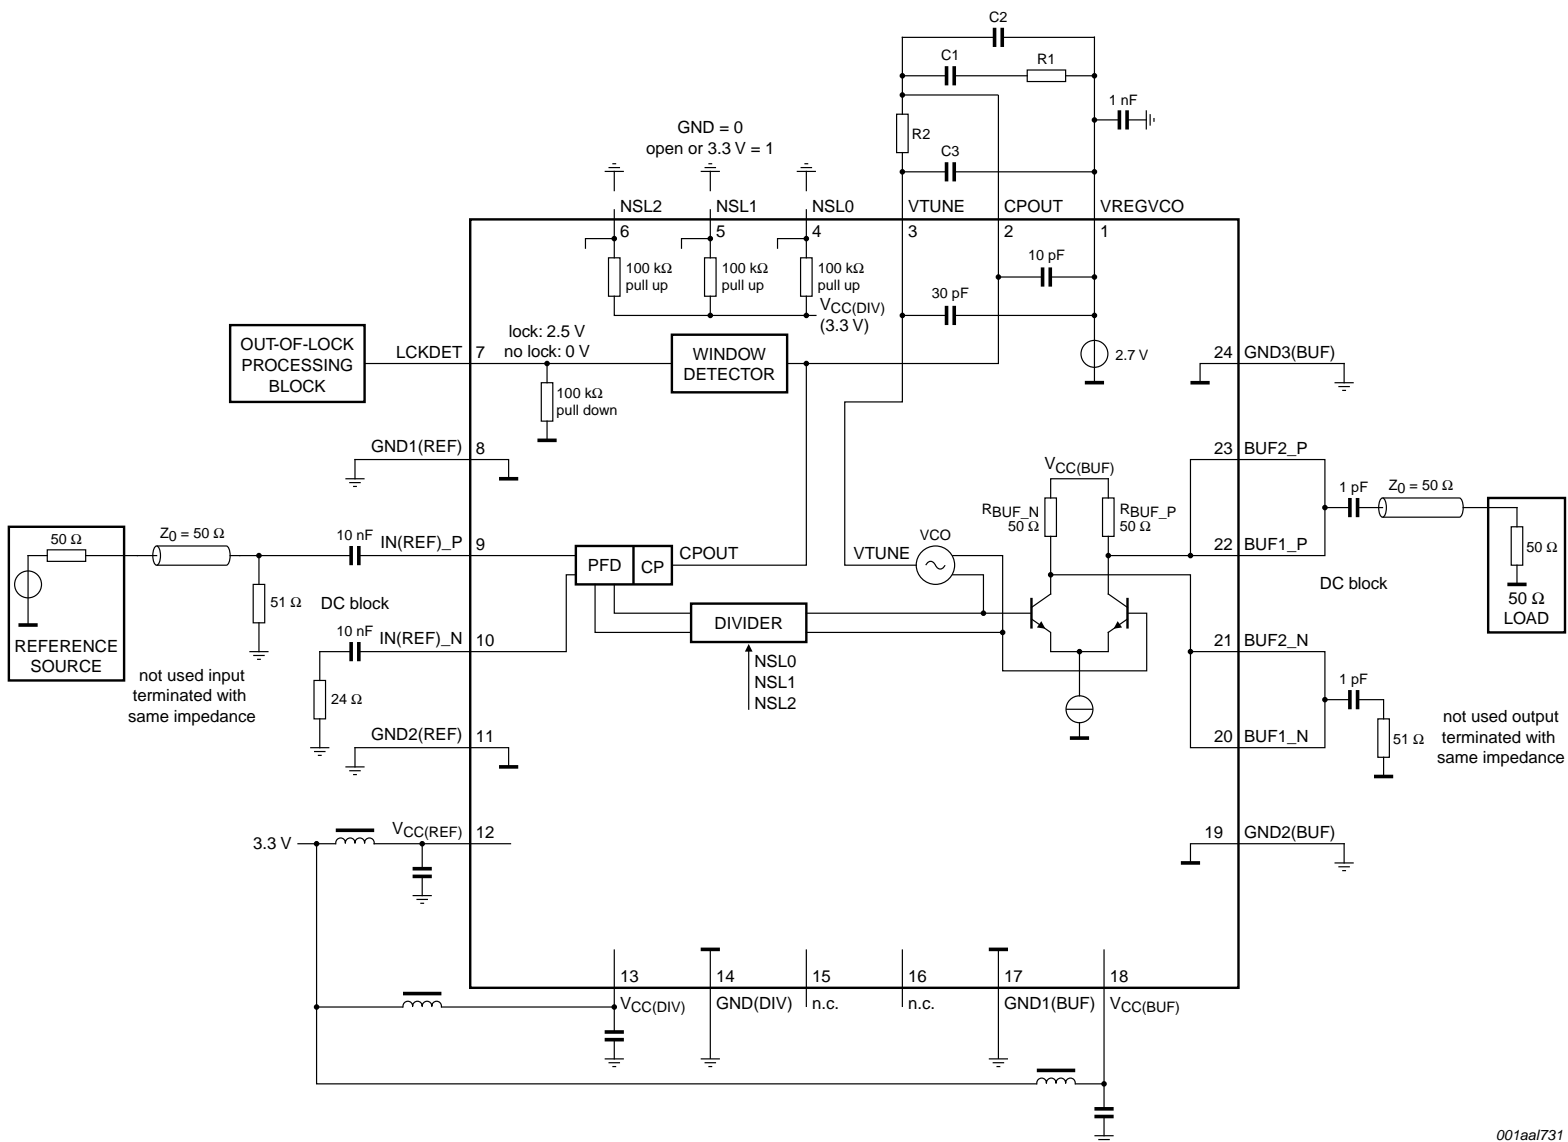 C2
C1
R1
1 nF
GND = 0
open or 3.3 V = 1
R2
C3
NSL2
NSL1
NSL0
VTUNE
CPOUT
VREGVCO
6
5
4
3
2
1
100 kΩ
pull up
100 kΩ
pull up
100 kΩ
pull up
10 pF
30 pF
VCC(DIV)
(3.3 V)
OUT-OF-LOCK
PROCESSING
BLOCK
LCKDET
7
lock: 2.5 V
no lock: 0 V
WINDOW
DETECTOR
2.7 V
24
GND3(BUF)
100 kΩ
pull down
GND1(REF)
8
23
BUF2_P
VCC(BUF)
1 pF
Z0 = 50 Ω
RBUF_N
50 Ω
RBUF_P
50 Ω
50 Ω
Z0 = 50 Ω
10 nF
IN(REF)_P
9
CPOUT
VTUNE
VCO
22
BUF1_P
50 Ω
PFD
CP
51 Ω
DC block
DC block
50 Ω
LOAD
10 nF
IN(REF)_N
10
DIVIDER
REFERENCE
SOURCE
21
BUF2_N
NSL0
NSL1
NSL2
not used input
terminated with
same impedance
24 Ω
1 pF
GND2(REF)
11
20
BUF1_N
51 Ω
not used output
terminated with
same impedance
3.3 V
VCC(REF)
12
19
GND2(BUF)
13
14
15
16
17
18
VCC(DIV)
GND(DIV)
n.c.
n.c.
GND1(BUF)
VCC(BUF)
001aal731